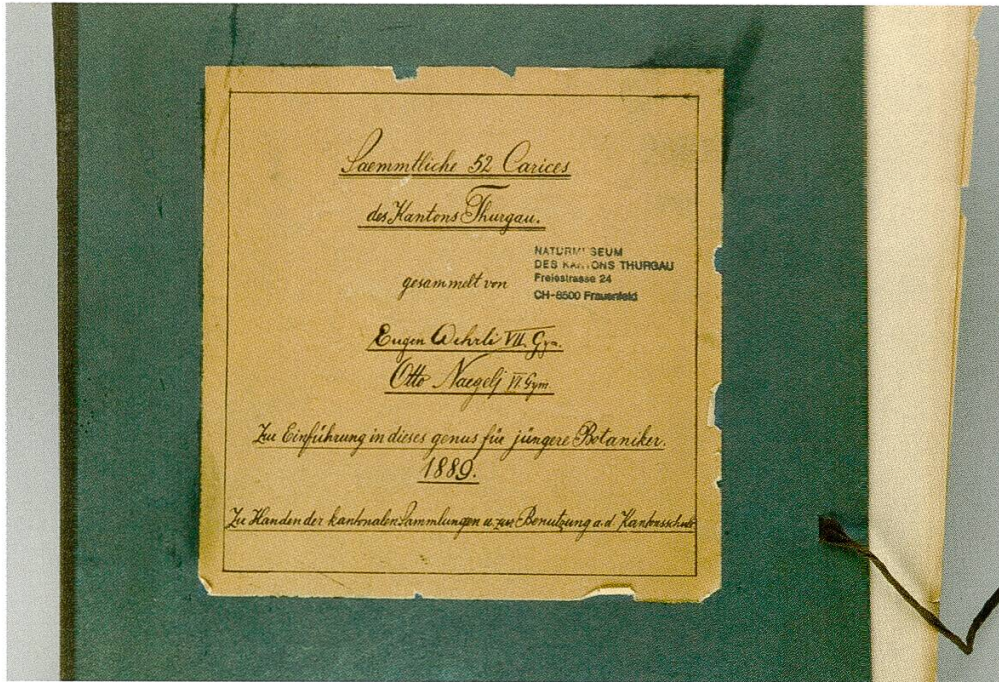 Saemmtliche 52 Carices
des Kantons Thurgau.
gesammelt von
NATURMUSEUM
DES KANTONS THURGAU
Freiestrasse 24
CH-8500 Frauenfeld
Eugen Wehrli VII. Gym.
Otto Naegeli VI. Gym.
Zur Einführung in dieses genus für jüngere Botaniker.
1889.
Zu Handen der kantonalen Sammlungen u. zur Benutzung a. d. Kantonsschule